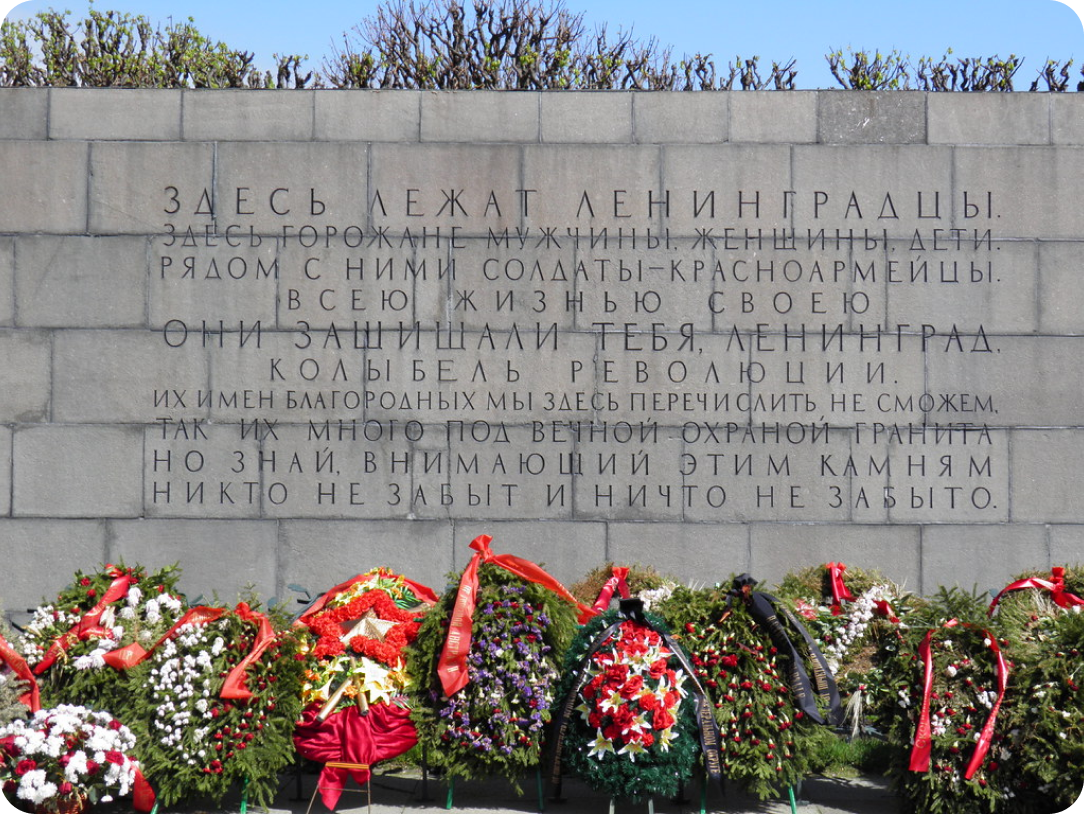 ЗДЕСЬ ЛЕЖАТ ЛЕНИНГРАДЦЫ.
ЗДЕСЬ ГОРОЖАНЕ МУЖЧИНЫ, ЖЕНЩИНЫ, ДЕТИ.
РЯДОМ С НИМИ СОЛДАТЫ–КРАСНОАРМЕЙЦЫ.
ВСЕЮ ЖИЗНЬЮ СВОЕЮ
ОНИ ЗАЩИЩАЛИ ТЕБЯ, ЛЕНИНГРАД,
КОЛЫБЕЛЬ РЕВОЛЮЦИИ.
ИХ ИМЕН БЛАГОРОДНЫХ МЫ ЗДЕСЬ ПЕРЕЧИСЛИТЬ НЕ СМОЖЕМ,
ТАК ИХ МНОГО ПОД ВЕЧНОЙ ОХРАНОЙ ГРАНИТА
НО ЗНАЙ, ВНИМАЮЩИЙ ЭТИМ КАМНЯМ
НИКТО НЕ ЗАБЫТ И НИЧТО НЕ ЗАБЫТО.